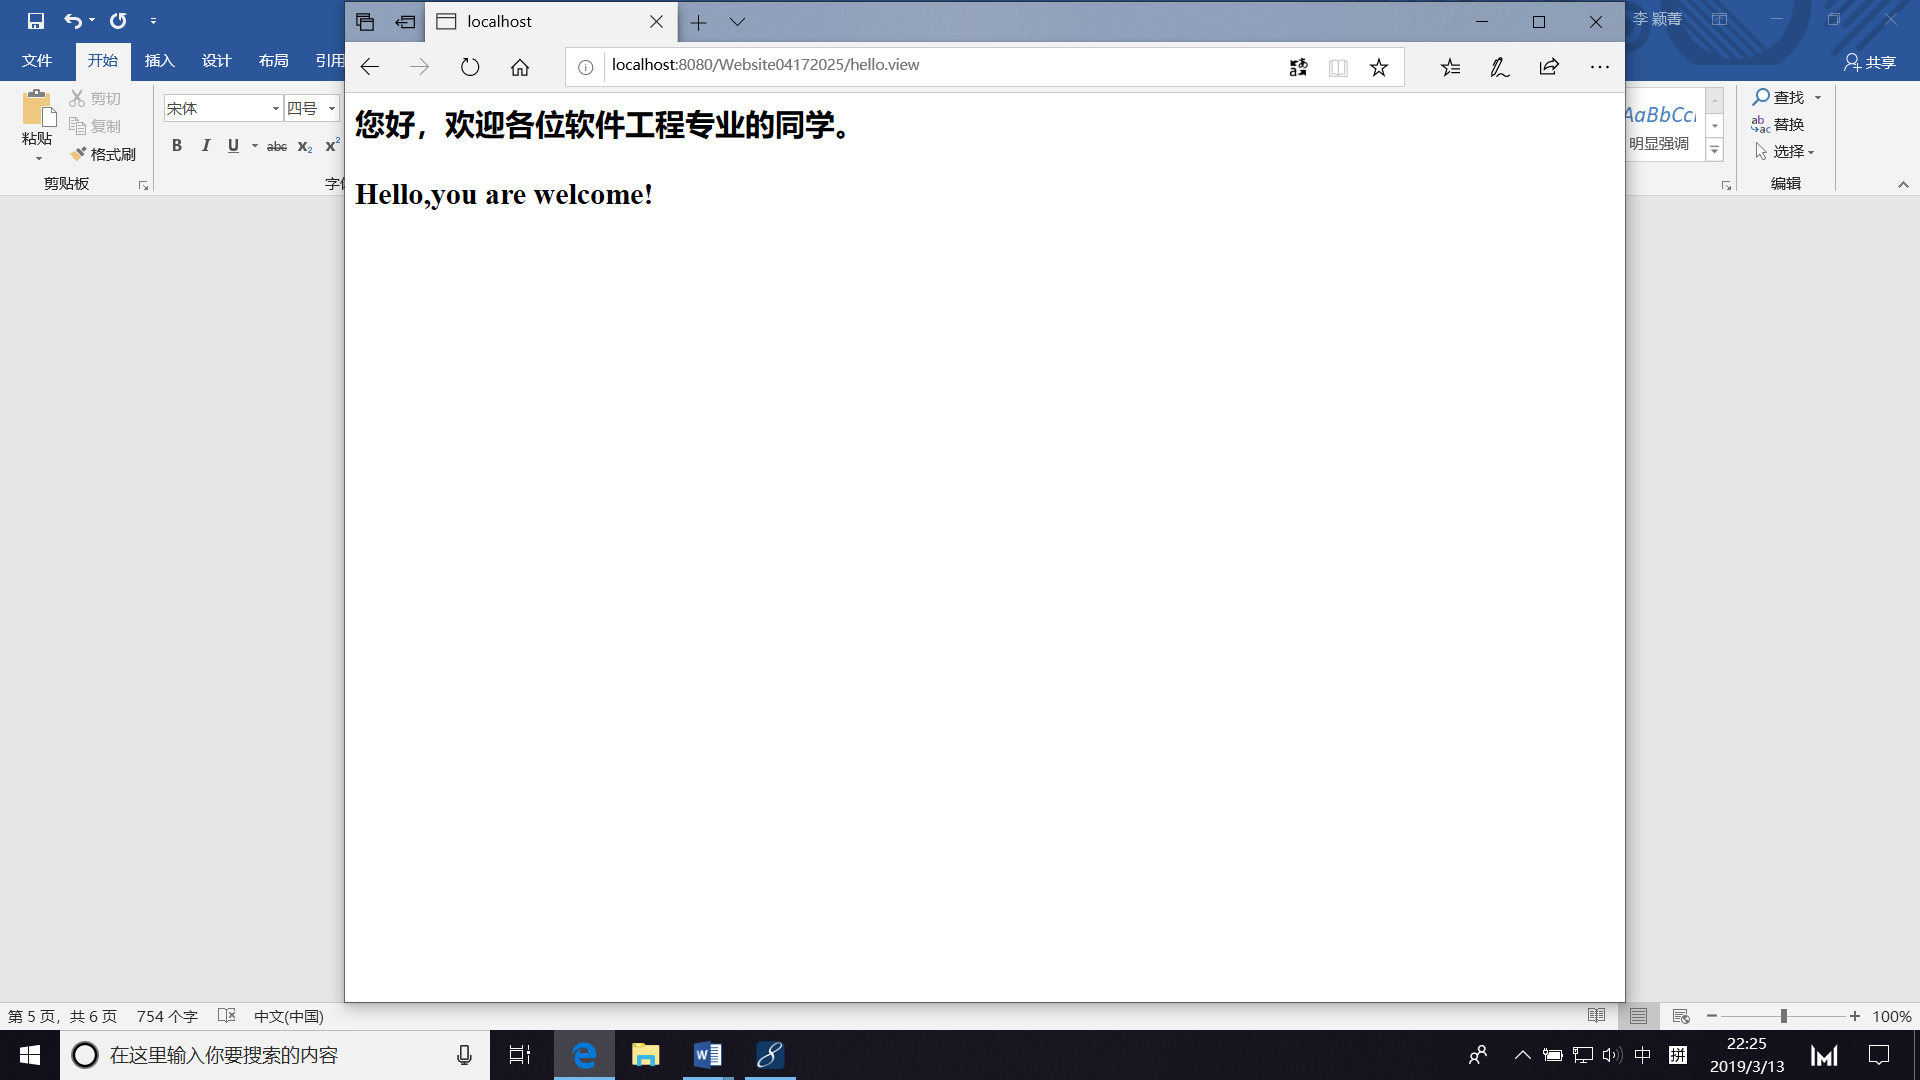 localhost
李 颖菁
文件
开始
插入
设计
布局
引用
共享
localhost:8080/Website04172025/hello.view
粘贴
剪切
复制
格式刷
剪贴板
宋体
四号
B I U abc x₂ x²
AaBbCc
明显强调
查找
替换
选择
编辑
您好，欢迎各位软件工程专业的同学。
Hello,you are welcome!
第 5 页，共 6 页
754 个字
中文(中国)
100%
在这里输入你要搜索的内容
中
拼
22:25
2019/3/13